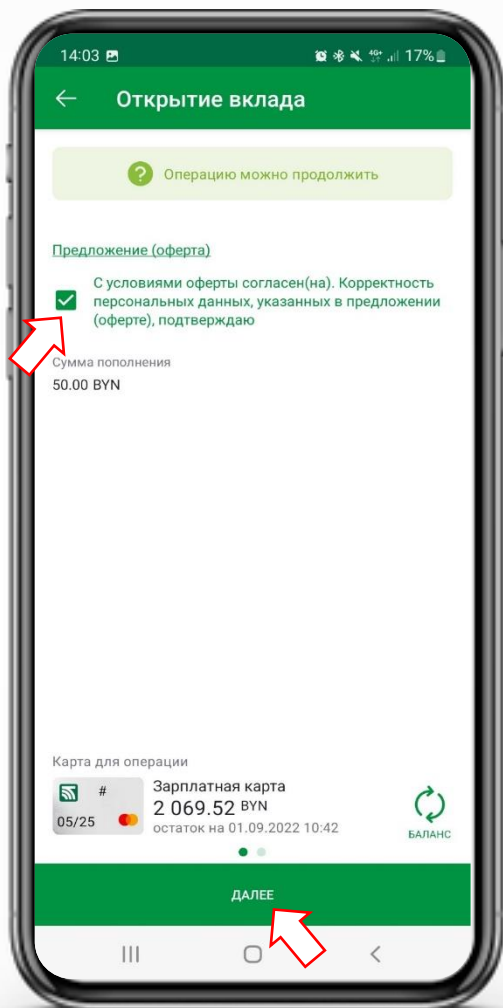 14:03 4G+ 17%
Открытие вклада
? Операцию можно продолжить
Предложение (оферта)
С условиями оферты согласен(на). Корректность
персональных данных, указанных в предложении
(оферте), подтверждаю
Сумма пополнения
50.00 BYN
Карта для операции
#
05/25
Зарплатная карта
2 069.52 BYN
остаток на 01.09.2022 10:42
БАЛАНС
ДАЛЕЕ